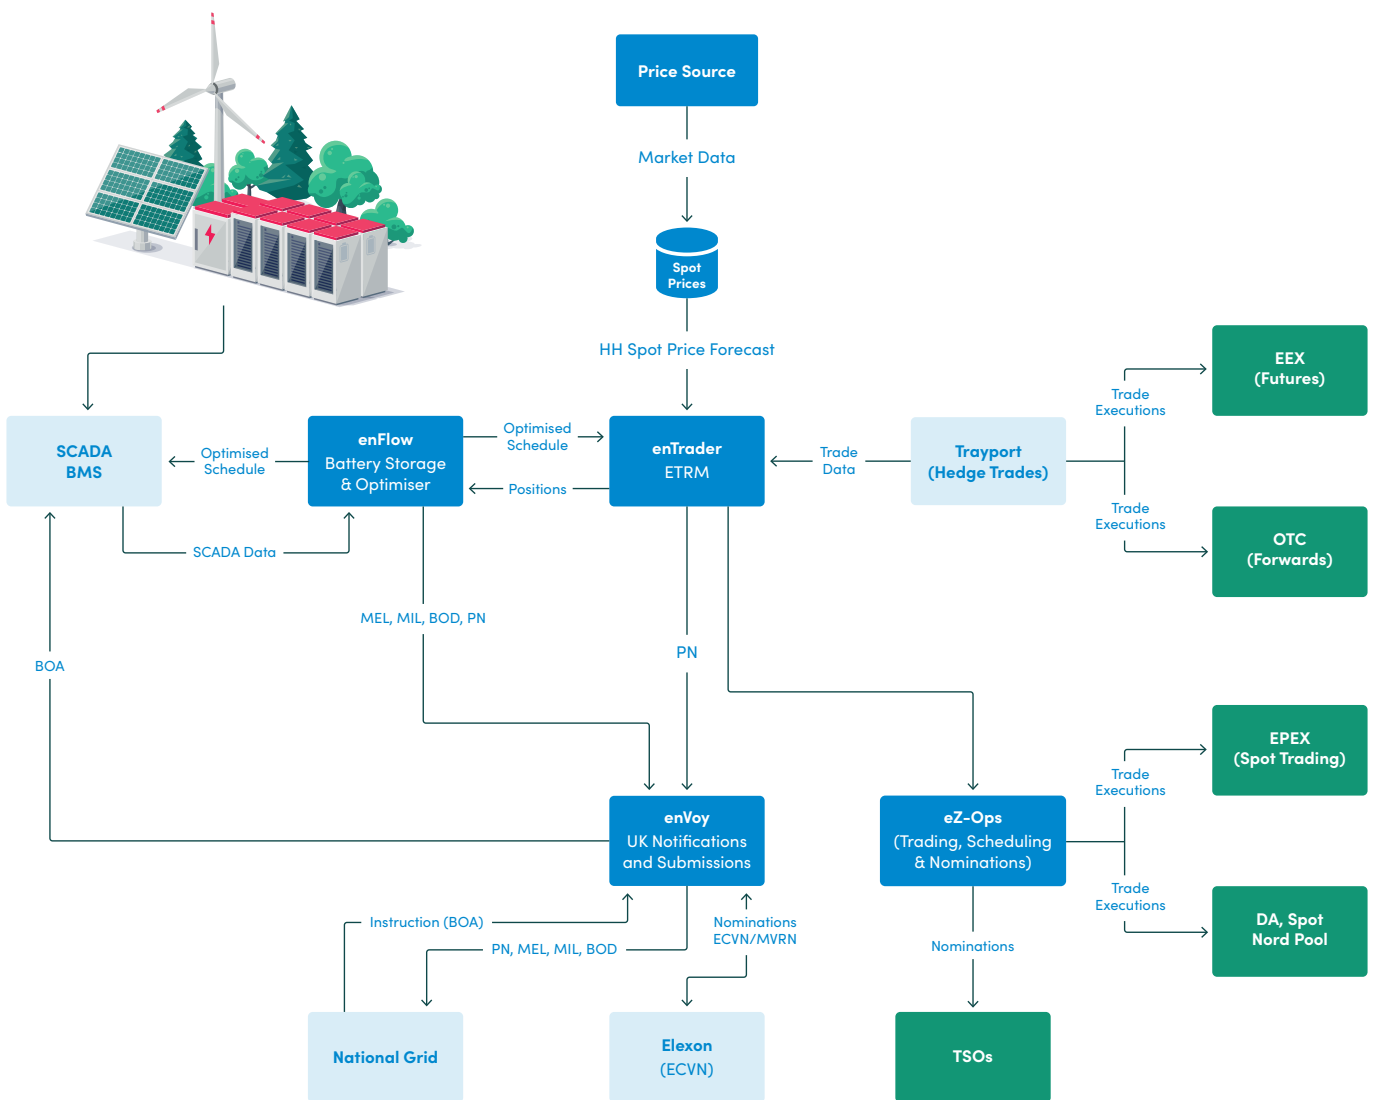 Price Source
Market Data
Spot
Prices
HH Spot Price Forecast
EEX
(Futures)
Trade
Executions
SCADA
BMS
Optimised
Schedule
enFlow
Battery Storage
& Optimiser
Optimised
Schedule
Positions
enTrader
ETRM
Trade
Data
Trayport
(Hedge Trades)
Trade
Executions
OTC
(Forwards)
SCADA Data
MEL, MIL, BOD, PN
PN
BOA
EPEX
(Spot Trading)
Trade
Executions
enVoy
UK Notifications
and Submissions
eZ-Ops
(Trading, Scheduling
& Nominations)
Trade
Executions
DA, Spot
Nord Pool
Instruction (BOA)
PN, MEL, MIL, BOD
Nominations
ECVN/MVRN
Nominations
National Grid
Elexon
(ECVN)
TSOs